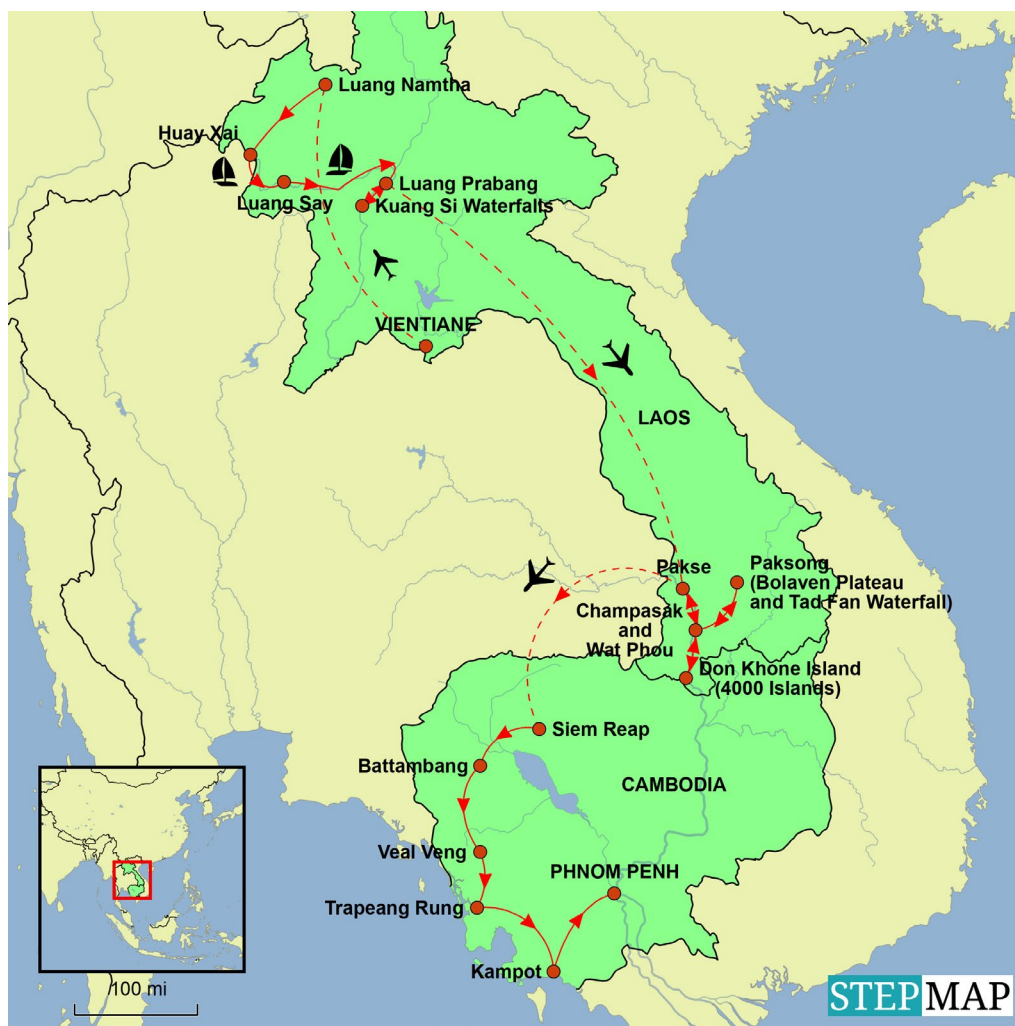 Luang Namtha
Huay Xai
Luang Prabang
Luang Say
Kuang Si Waterfalts
VIENTIANE
LAOS
Pakse
Paksong
(Bolaven Plateau
and Tad Fan Waterfall)
Champasak
and
Wat Phou
Don Khone Island
(4000 Islands)
Siem Reap
Battambang
CAMBODIA
Veal Veng
PHNOM PENH
Trapeang Rung
Kampot
100 mi
STEPMAP